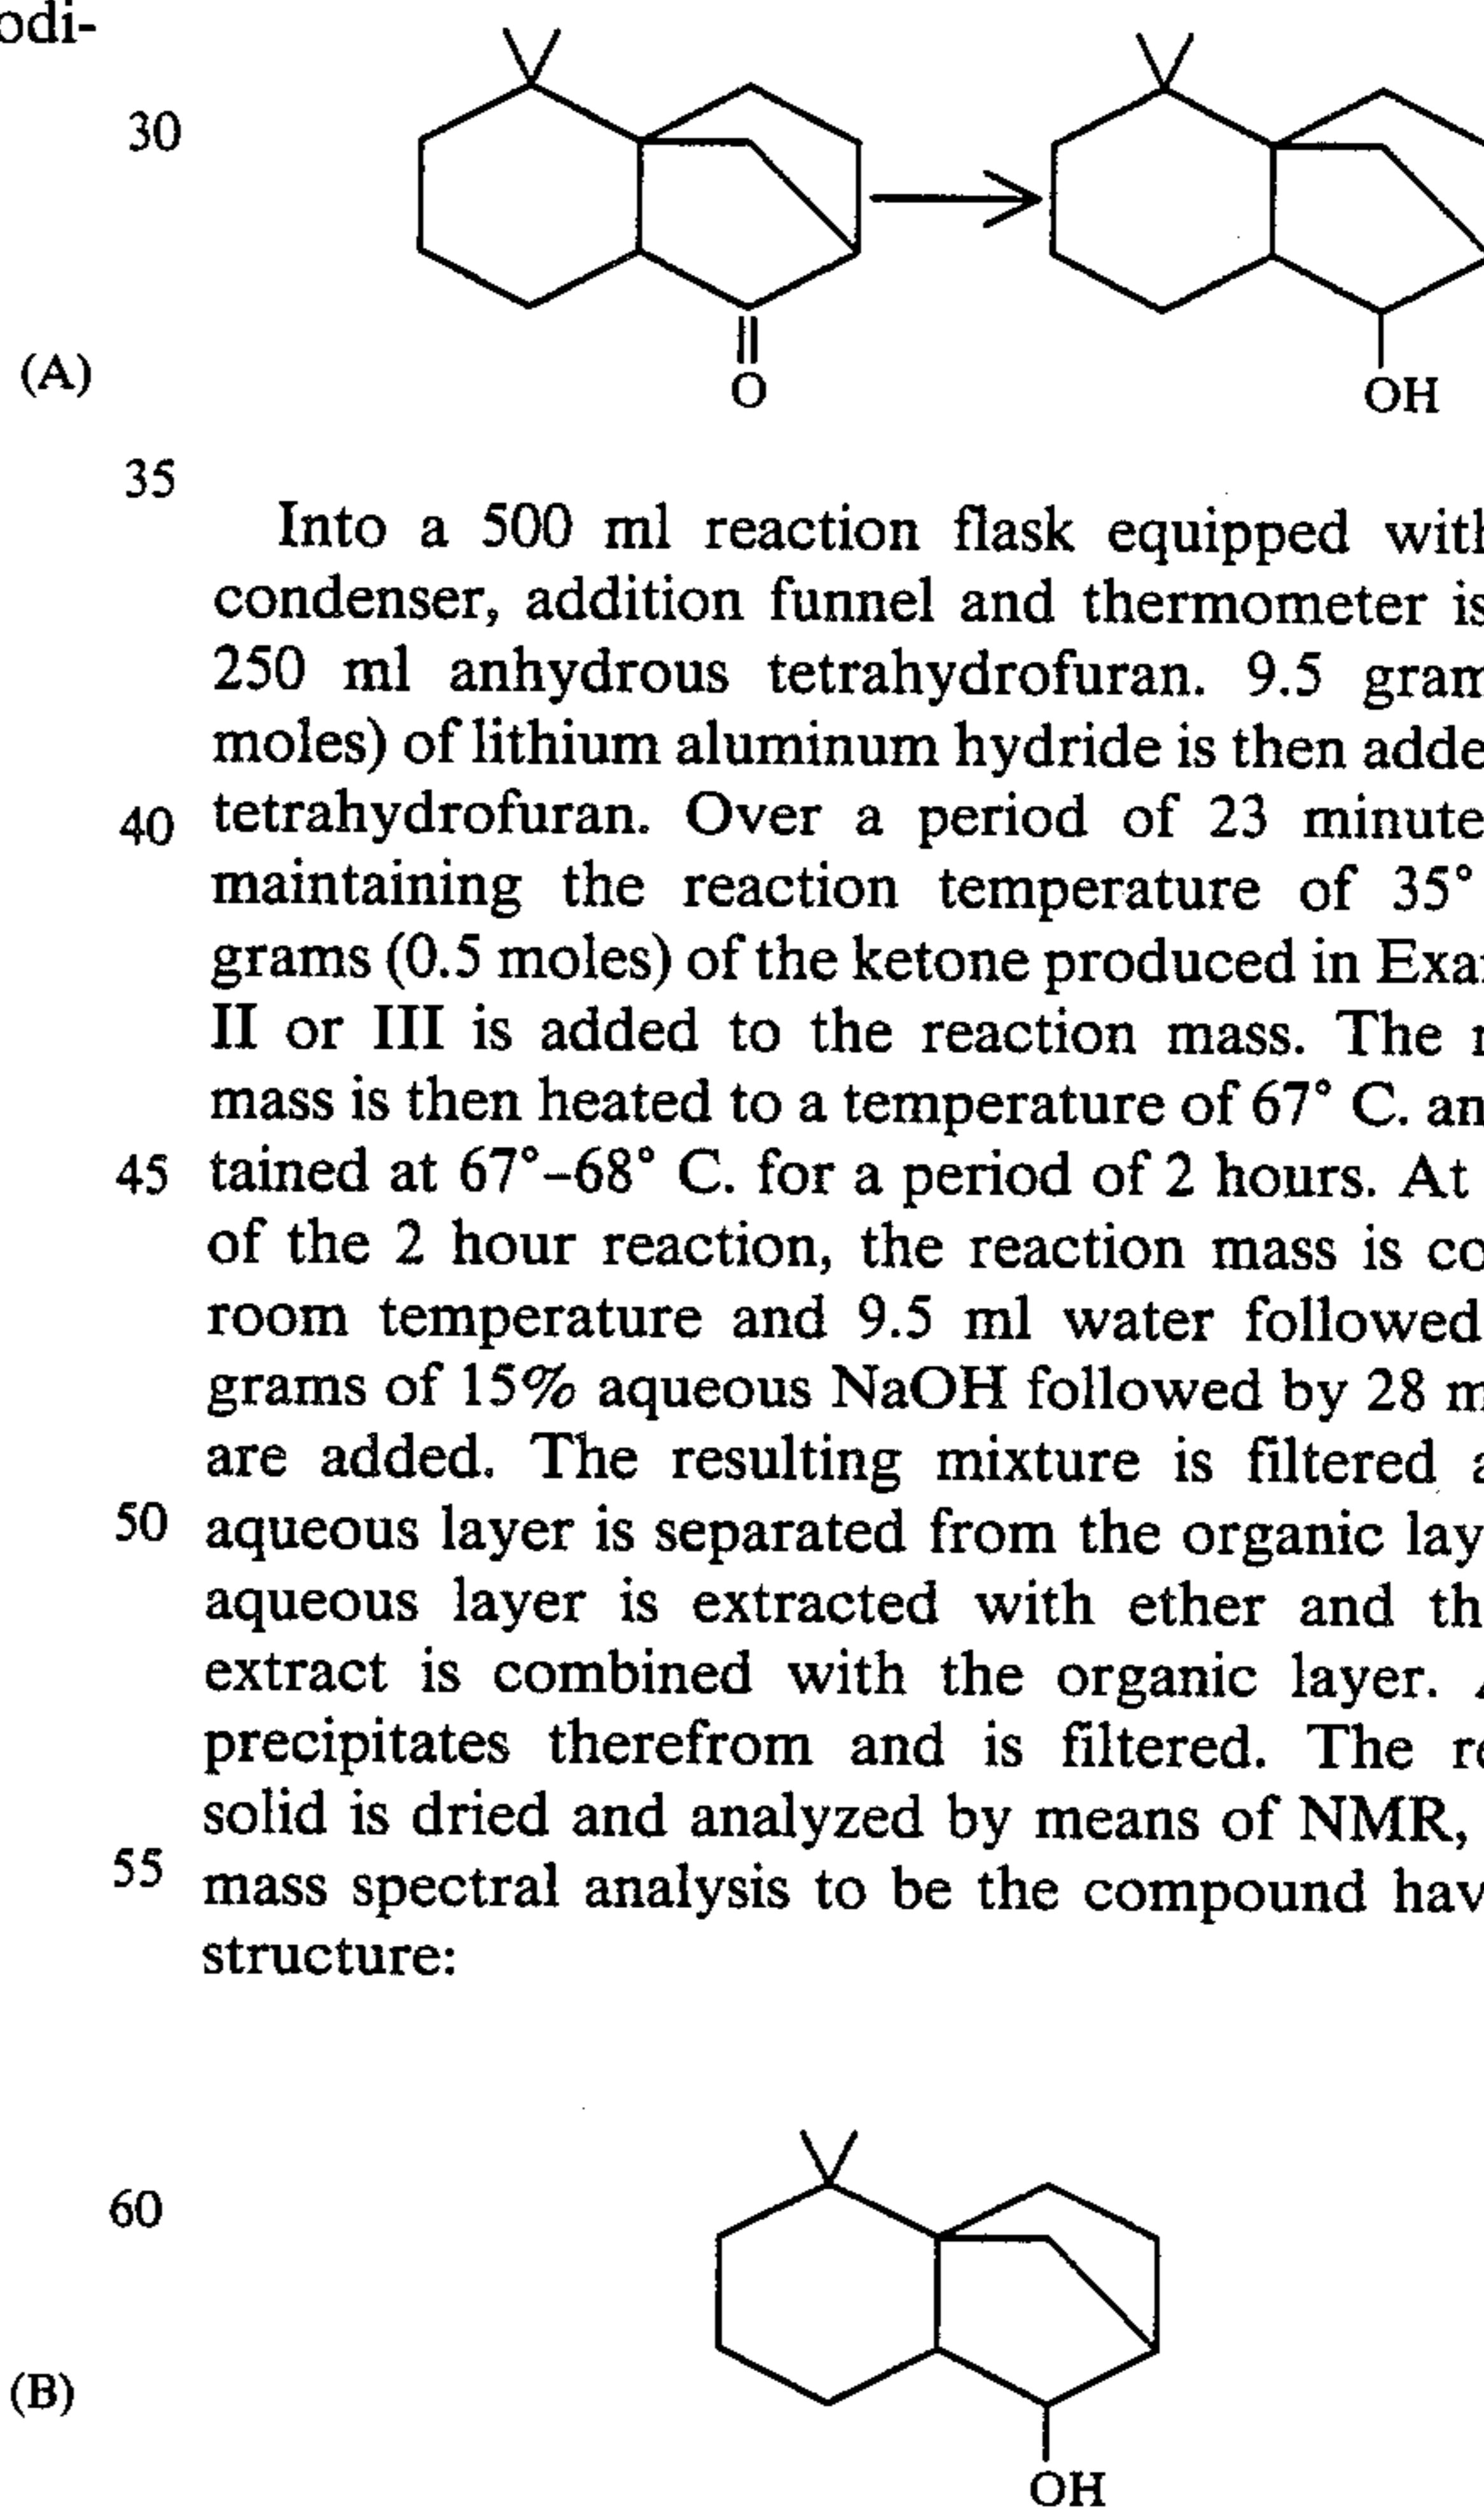 odi-
30
(A)
O
OH
35
Into a 500 ml reaction flask equipped with
condenser, addition funnel and thermometer is
250 ml anhydrous tetrahydrofuran. 9.5 gram
moles) of lithium aluminum hydride is then adde
40 tetrahydrofuran. Over a period of 23 minute
maintaining the reaction temperature of 35°
grams (0.5 moles) of the ketone produced in Exa
II or III is added to the reaction mass. The
mass is then heated to a temperature of 67° C. an
45 tained at 67°–68° C. for a period of 2 hours. At
of the 2 hour reaction, the reaction mass is co
room temperature and 9.5 ml water followed
grams of 15% aqueous NaOH followed by 28 m
are added. The resulting mixture is filtered a
50 aqueous layer is separated from the organic lay
aqueous layer is extracted with ether and th
extract is combined with the organic layer.
precipitates therefrom and is filtered. The re
solid is dried and analyzed by means of NMR,
55 mass spectral analysis to be the compound hav
structure:
60
(B)
OH